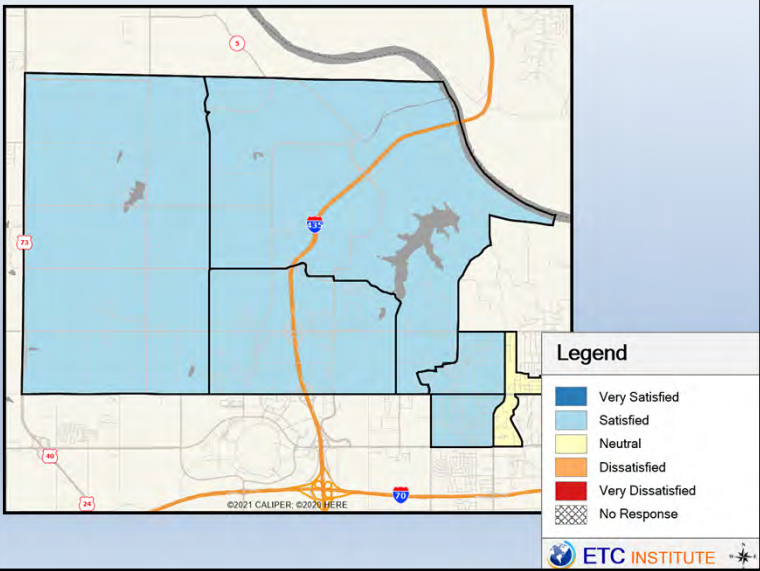 5
435
73
Legend
Very Satisfied
Satisfied
Neutral
Dissatisfied
Very Dissatisfied
No Response
40
24
70
©2021 CALIPER; ©2020 HERE
ETC INSTITUTE